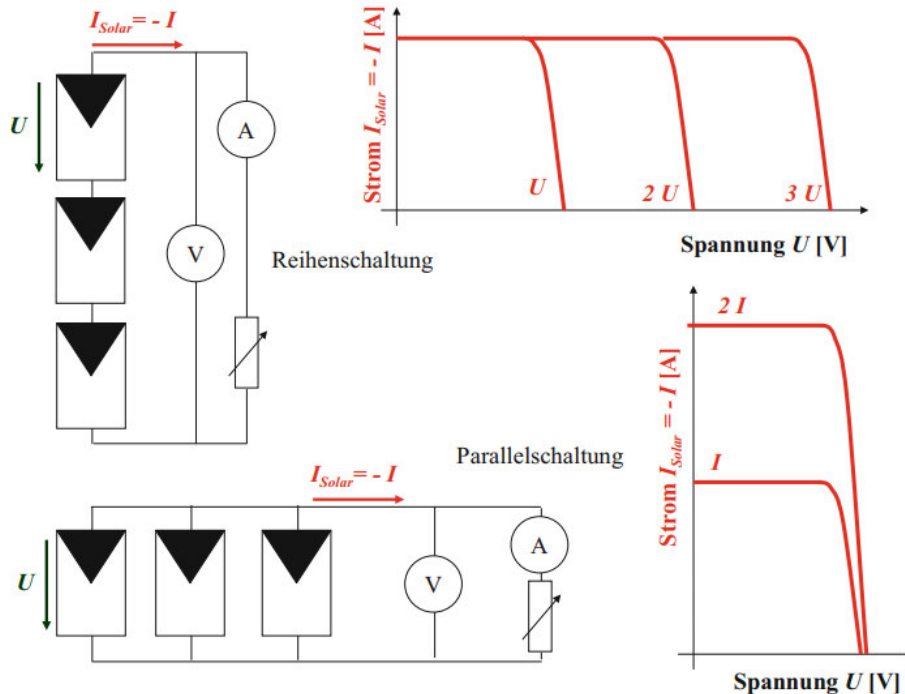 I_Solar = - I
U
A
V
Reihenschaltung
Strom I_Solar = - I [A]
U
2 U
3 U
Spannung U [V]
Parallelschaltung
I_Solar = - I
U
V
A
2 I
I
Strom I_Solar = - I [A]
Spannung U [V]